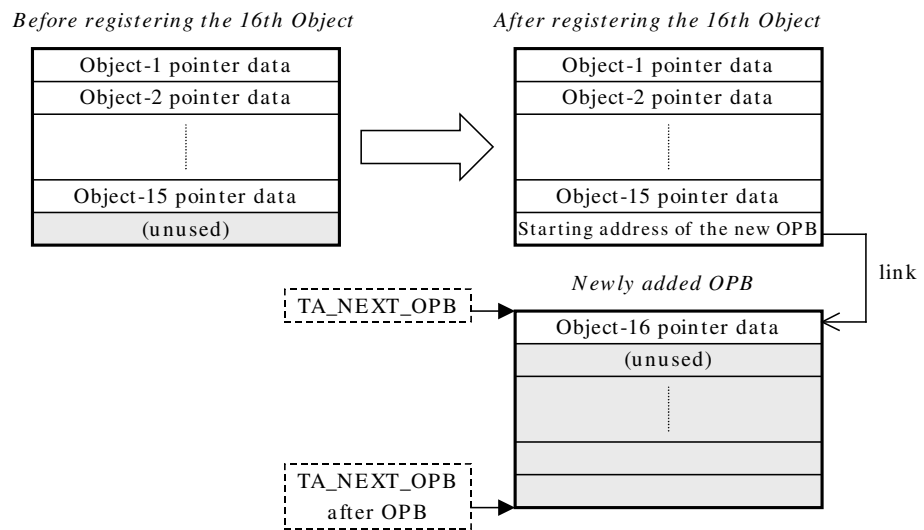 Before registering the 16th Object
Object-1 pointer data
Object-2 pointer data
Object-15 pointer data
(unused)
After registering the 16th Object
Object-1 pointer data
Object-2 pointer data
Object-15 pointer data
Starting address of the new OPB
link
Newly added OPB
TA_NEXT_OPB
Object-16 pointer data
(unused)
TA_NEXT_OPB
after OPB